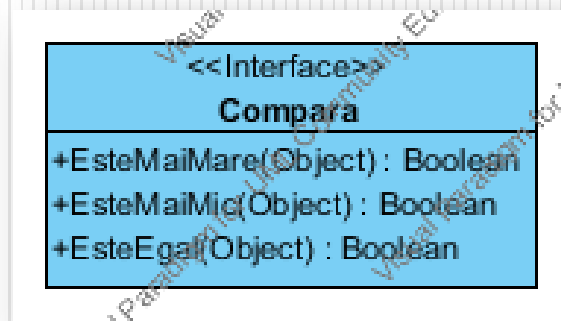 <<Interface>>
Compara
+EsteMaiMare(Object) : Boolean
+EsteMaiMic(Object) : Boolean
+EsteEgal(Object) : Boolean